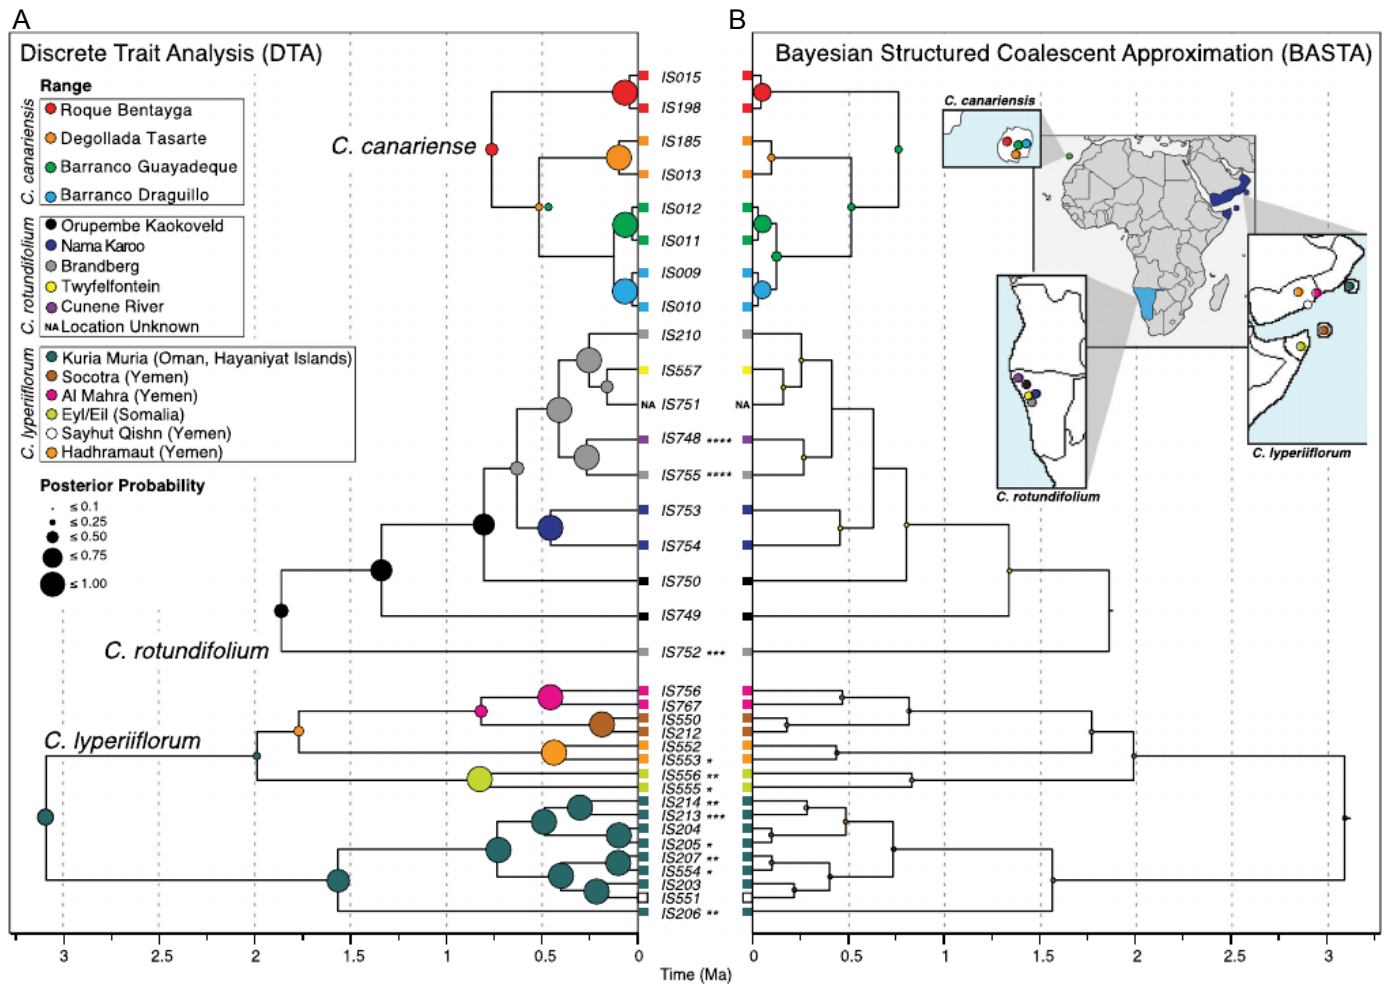 A
B
Discrete Trait Analysis (DTA)
Bayesian Structured Coalescent Approximation (BASTA)
Range
C. canariensis
Roque Bentayga
Degollada Tasarte
Barranco Guayadeque
Barranco Draguillo
C. rotundifolium
Orupembe Kaokoveld
Nama Karoo
Brandberg
Twyfelfontein
Cunene River
NA Location Unknown
C. lyperiiflorum
Kuria Muria (Oman, Hayaniyat Islands)
Socotra (Yemen)
Al Mahra (Yemen)
Eyl/Eil (Somalia)
Sayhut Qishn (Yemen)
Hadhramaut (Yemen)
Posterior Probability
≤ 0.1
≤ 0.25
≤ 0.50
≤ 0.75
≤ 1.00
C. canariense
C. rotundifolium
C. lyperiiflorum
IS015
IS198
IS185
IS013
IS012
IS011
IS009
IS010
IS210
IS557
NA IS751 NA
IS748 ****
IS755 ****
IS753
IS754
IS750
IS749
IS752 ***
IS756
IS767
IS550
IS212
IS552
IS553 *
IS556 **
IS555 *
IS214 **
IS213 ***
IS204
IS205 *
IS207 **
IS554 *
IS203
IS551
IS206 **
C. canariensis
C. rotundifolium
C. lyperiiflorum
3 2.5 2 1.5 1 0.5 0
0 0.5 1 1.5 2 2.5 3
Time (Ma)